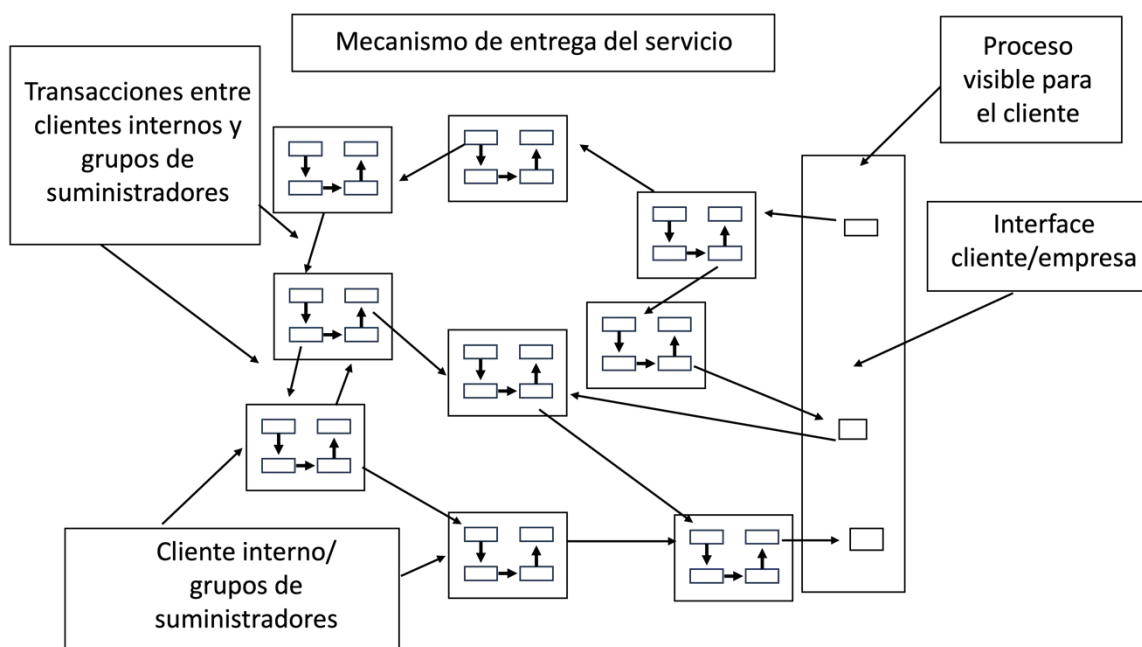 Mecanismo de entrega del servicio
Transacciones entre
clientes internos y
grupos de
suministradores
Proceso
visible para
el cliente
Interface
cliente/empresa
Cliente interno/
grupos de
suministradores